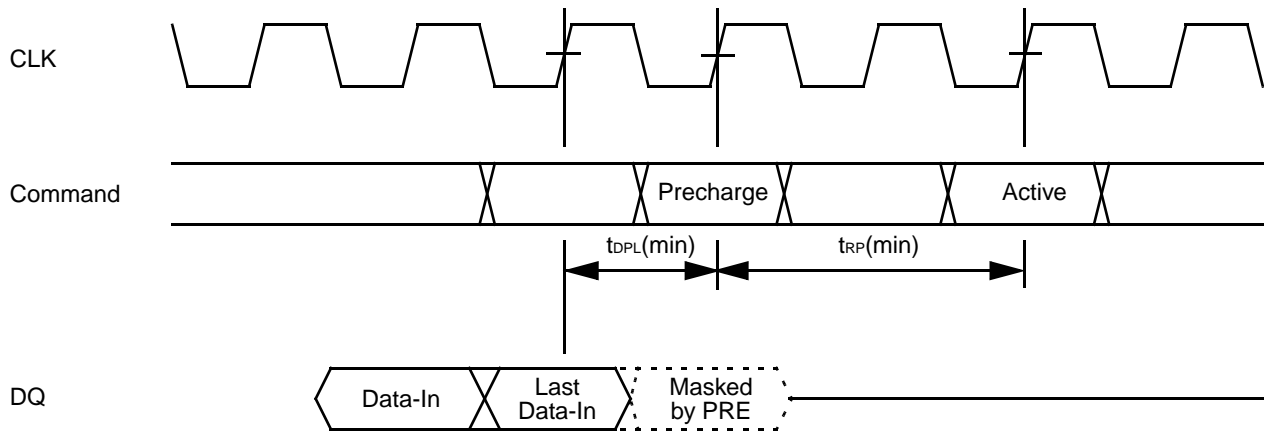 CLK
Command
Precharge
Active
tDPL(min)
tRP(min)
DQ
Data-In
Last
Data-In
Masked
by PRE